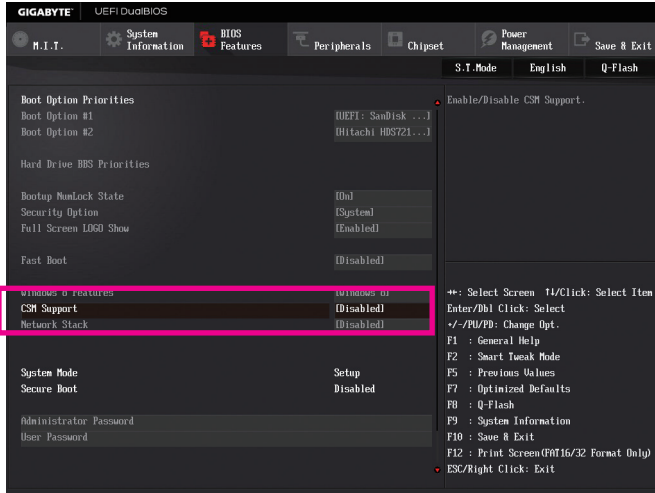 GIGABYTE™ UEFI DualBIOS
M.I.T. System Information BIOS Features Peripherals Chipset Power Management Save & Exit
S.T.Mode English Q-Flash
Boot Option Priorities
Boot Option #1 [UEFI: SanDisk ...]
Boot Option #2 [Hitachi HDS721...]
Hard Drive BBS Priorities
Bootup NumLock State [On]
Security Option [System]
Full Screen LOGO Show [Enabled]
Fast Boot [Disabled]
Windows 8 Features [Windows 8]
CSM Support [Disabled]
Network Stack [Disabled]
System Mode Setup
Secure Boot Disabled
Administrator Password
User Password
Enable/Disable CSM Support.
→←: Select Screen ↑↓/Click: Select Item
Enter/Dbl Click: Select
+/-/PU/PD: Change Opt.
F1 : General Help
F2 : Smart Tweak Mode
F5 : Previous Values
F7 : Optimized Defaults
F8 : Q-Flash
F9 : System Information
F10 : Save & Exit
F12 : Print Screen(FAT16/32 Format Only)
ESC/Right Click: Exit